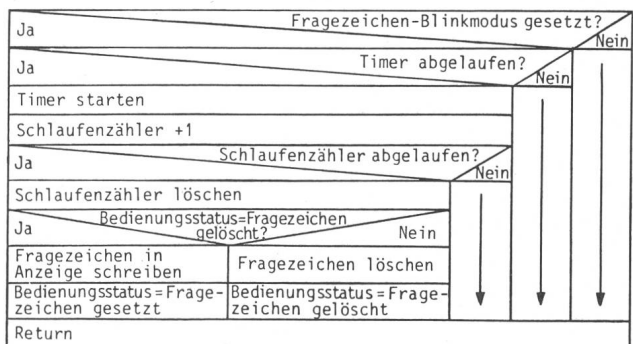 Fragezeichen-Blinkmodus gesetzt?
Ja
Nein
Timer abgelaufen?
Ja
Nein
Timer starten
Schlaufenzähler +1
Schlaufenzähler abgelaufen?
Ja
Nein
Schlaufenzähler löschen
Bedienungsstatus=Fragezeichen
gelöscht?
Ja
Nein
Fragezeichen in
Anzeige schreiben
Fragezeichen löschen
Bedienungsstatus=Frage-
zeichen gesetzt
Bedienungsstatus=Frage-
zeichen gelöscht
Return